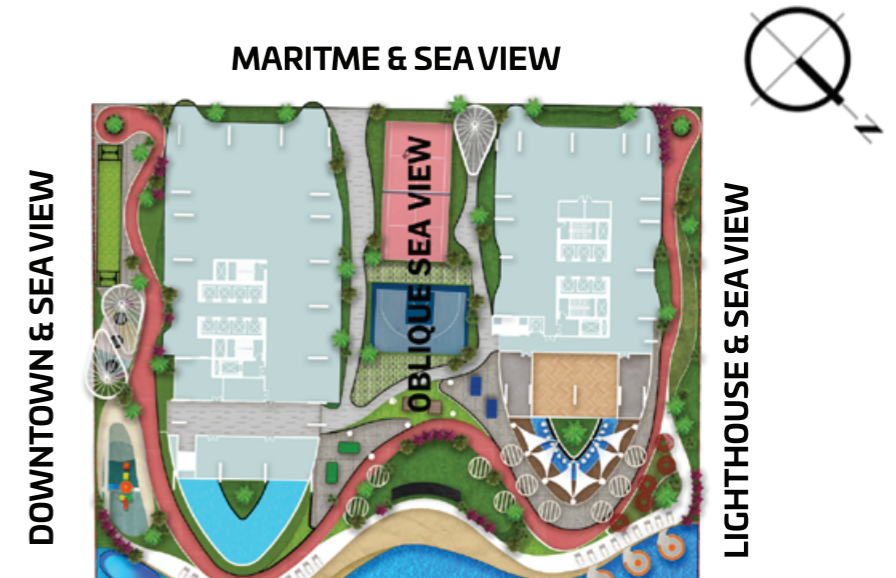 MARITME & SEA VIEW
N
DOWNTOWN & SEA VIEW
OBLIQUE SEA VIEW
LIGHTHOUSE & SEA VIEW